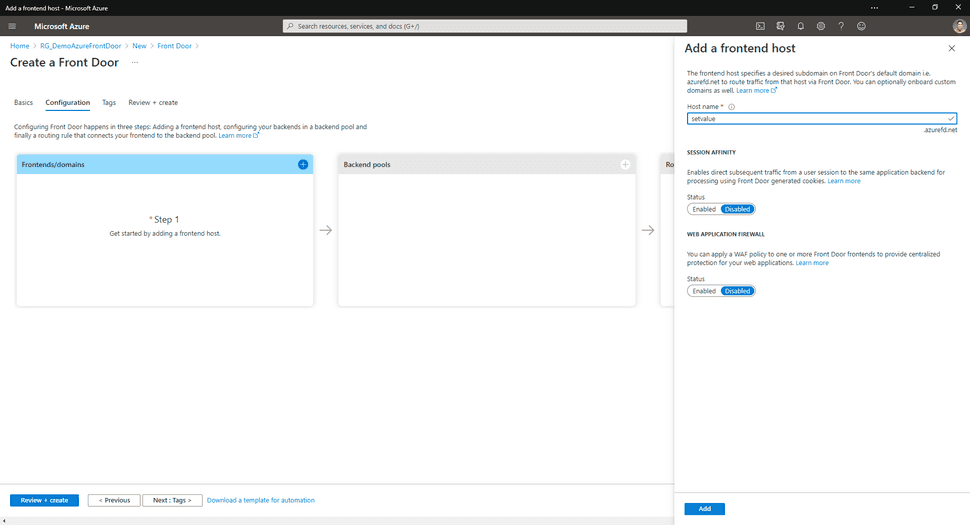 Add a frontend host - Microsoft Azure
Microsoft Azure
Search resources, services, and docs (G+/)
Home > RG_DemoAzureFrontDoor > New > Front Door >
Create a Front Door ...
Basics Configuration Tags Review + create
Configuring Front Door happens in three steps: Adding a frontend host, configuring your backends in a backend pool and
finally a routing rule that connects your frontend to the backend pool. Learn more
Frontends/domains
* Step 1
Get started by adding a frontend host.
Backend pools
Ro
Review + create
< Previous
Next : Tags >
Download a template for automation
Add a frontend host
The frontend host specifies a desired subdomain on Front Door's default domain i.e.
azurefd.net to route traffic from that host via Front Door. You can optionally onboard custom
domains as well. Learn more
Host name *
setvalue
.azurefd.net
SESSION AFFINITY
Enables direct subsequent traffic from a user session to the same application backend for
processing using Front Door generated cookies. Learn more
Status
Enabled Disabled
WEB APPLICATION FIREWALL
You can apply a WAF policy to one or more Front Door frontends to provide centralized
protection for your web applications. Learn more
Status
Enabled Disabled
Add